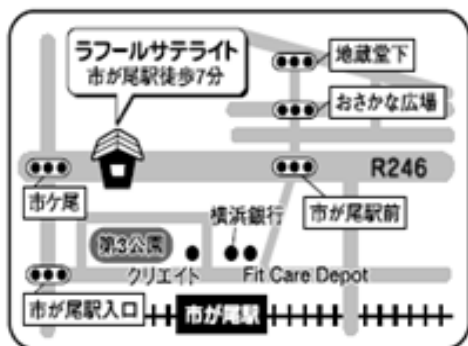 ラフールサテライト
市が尾駅徒歩7分
地蔵堂下
おさかな広場
R246
市ケ尾
市が尾駅前
横浜銀行
第3公園
クリエイト
Fit Care Depot
市が尾駅入口
市が尾駅